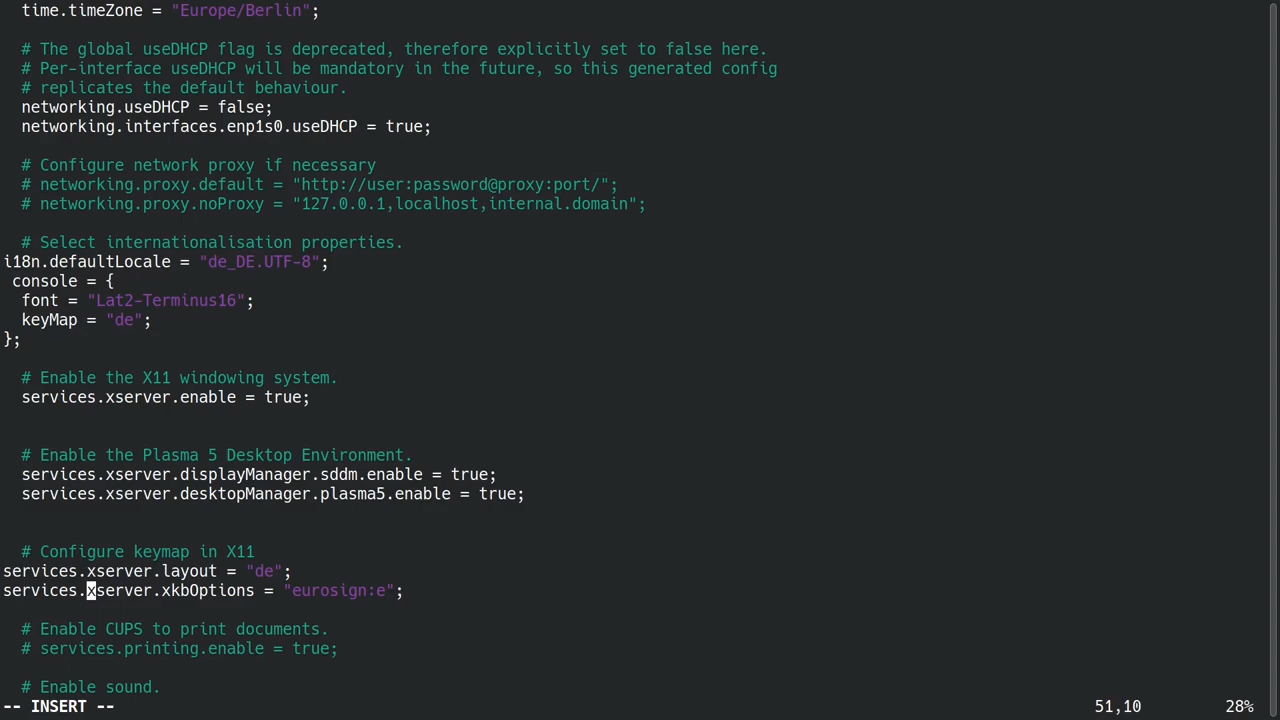 time.timeZone = "Europe/Berlin";
# The global useDHCP flag is deprecated, therefore explicitly set to false here.
# Per-interface useDHCP will be mandatory in the future, so this generated config
# replicates the default behaviour.
networking.useDHCP = false;
networking.interfaces.enp1s0.useDHCP = true;
# Configure network proxy if necessary
# networking.proxy.default = "http://user:password@proxy:port/";
# networking.proxy.noProxy = "127.0.0.1,localhost,internal.domain";
# Select internationalisation properties.
i18n.defaultLocale = "de_DE.UTF-8";
console = {
font = "Lat2-Terminus16";
keyMap = "de";
};
# Enable the X11 windowing system.
services.xserver.enable = true;
# Enable the Plasma 5 Desktop Environment.
services.xserver.displayManager.sddm.enable = true;
services.xserver.desktopManager.plasma5.enable = true;
# Configure keymap in X11
services.xserver.layout = "de";
services.xserver.xkbOptions = "eurosign:e";
# Enable CUPS to print documents.
# services.printing.enable = true;
# Enable sound.
-- INSERT -- 51,10 28%